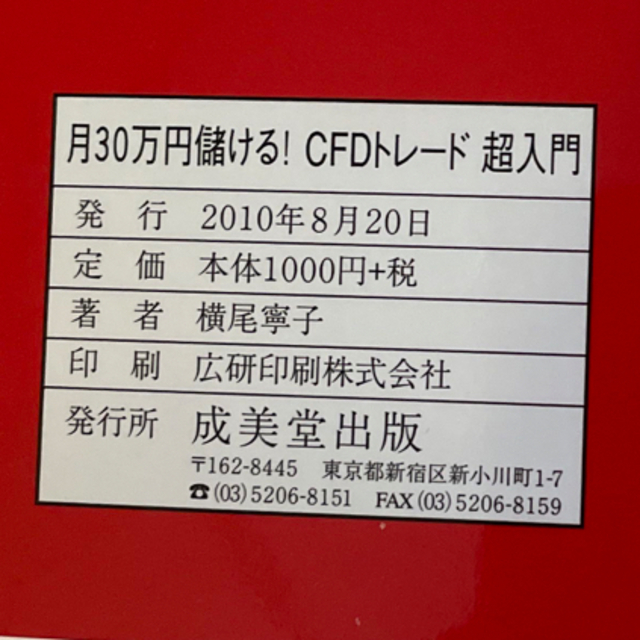 月30万円儲ける! CFDトレード 超入門
発 行 2010年8月20日
定 価 本体1000円+税
著 者 横尾寧子
印 刷 広研印刷株式会社
発行所 成美堂出版
〒162-8445 東京都新宿区新小川町1-7
☎(03)5206-8151 FAX(03)5206-8159